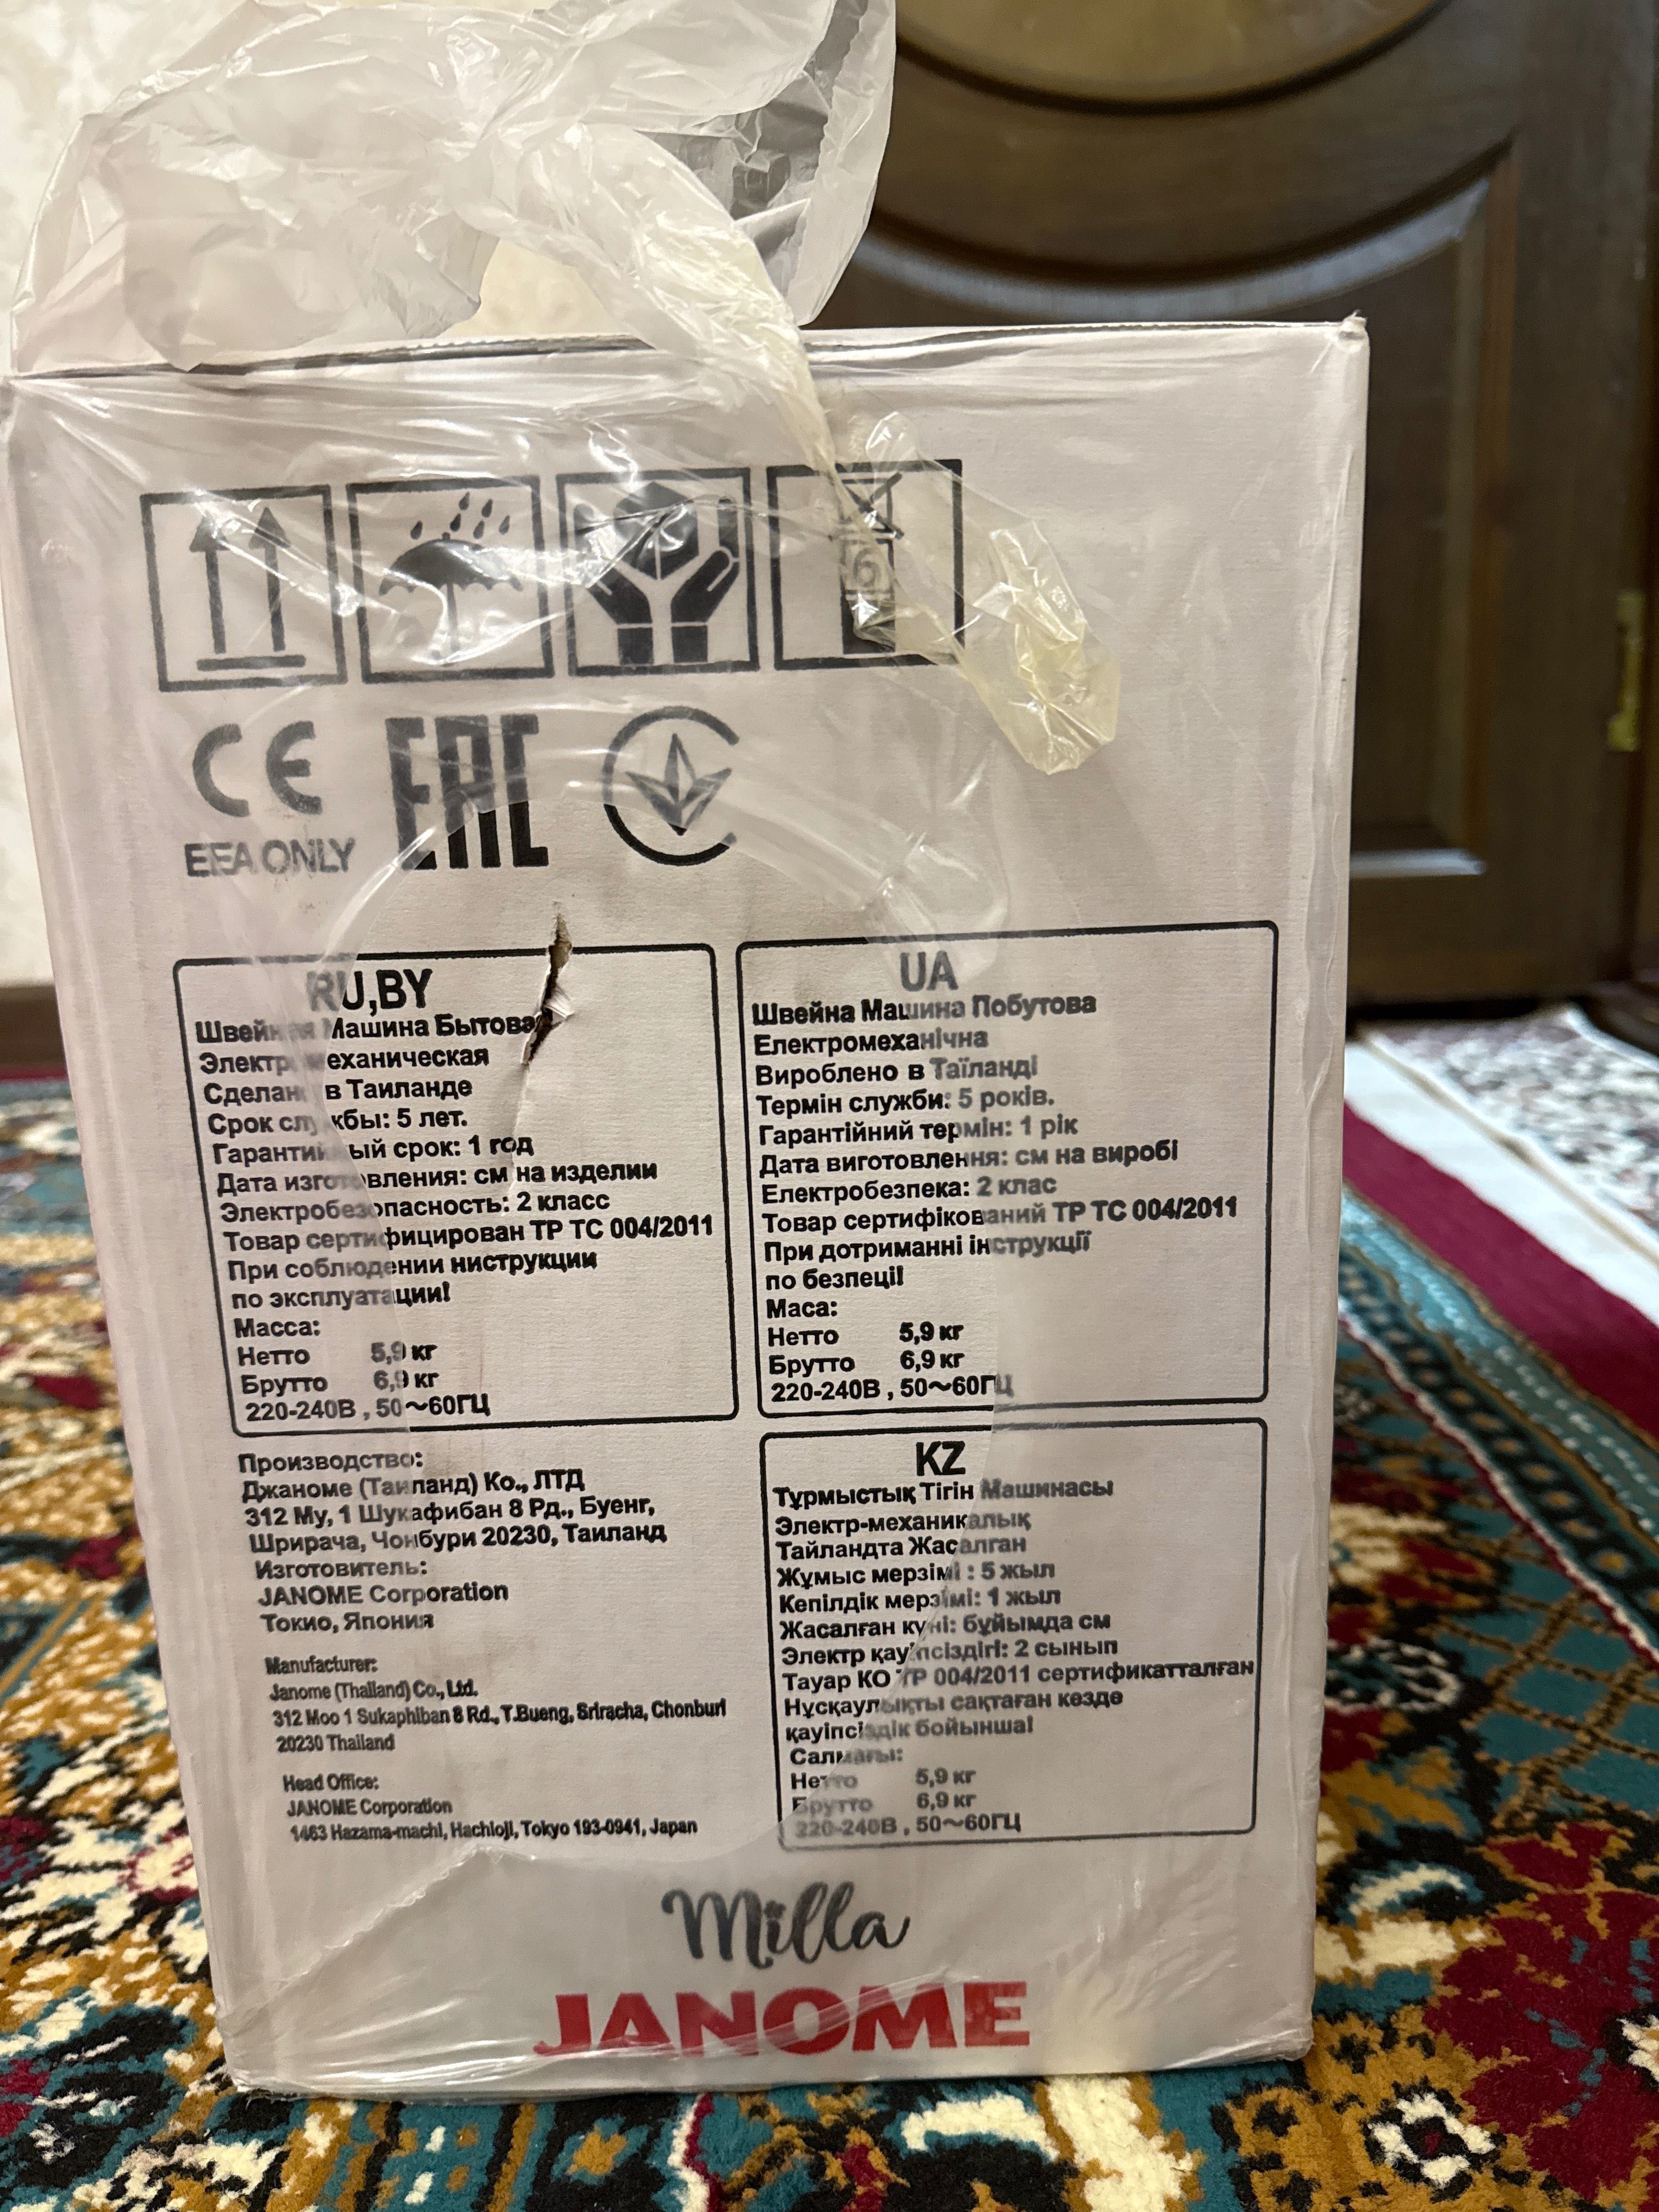 6
CE
EEA ONLY
EAC
RU,BY
Швейная Машина Бытовая
Электромеханическая
Сделано в Таиланде
Срок службы: 5 лет.
Гарантийный срок: 1 год
Дата изготовления: см на изделии
Электробезопасность: 2 класс
Товар сертифицирован ТР ТС 004/2011
При соблюдении ниструкции
по эксплуатации!
Масса:
Нетто 5,9 кг
Брутто 6,9 кг
220-240В , 50～60ГЦ
UA
Швейна Машина Побутова
Електромеханічна
Вироблено в Таїланді
Термін служби: 5 років.
Гарантійний термін: 1 рік
Дата виготовлення: см на виробі
Електробезпека: 2 клас
Товар сертифікований ТР ТС 004/2011
При дотриманні інструкції
по безпеці!
Маса:
Нетто 5,9 кг
Брутто 6,9 кг
220-240В , 50～60ГЦ
Производство:
Джаноме (Таиланд) Ко., ЛТД
312 Му, 1 Шукафибан 8 Рд., Буенг,
Шрирача, Чонбури 20230, Таиланд
Изготовитель:
JANOME Corporation
Токио, Япония
Manufacturer:
Janome (Thailand) Co., Ltd.
312 Moo 1 Sukaphiban 8 Rd., T.Bueng, Sriracha, Chonburi
20230 Thailand
Head Office:
JANOME Corporation
1463 Hazama-machi, Hachioji, Tokyo 193-0941, Japan
KZ
Тұрмыстық Тігін Машинасы
Электр-механикалық
Тайландта Жасалған
Жұмыс мерзімі : 5 жыл
Кепілдік мерзімі: 1 жыл
Жасалған күні: бұйымда см
Электр қауіпсіздігі: 2 сынып
Тауар КО ТР 004/2011 сертификатталған
Нұсқаулықты сақтаған кезде
қауіпсіздік бойынша!
Салмағы:
Нетто 5,9 кг
Брутто 6,9 кг
220-240В , 50～60ГЦ
Milla
JANOME